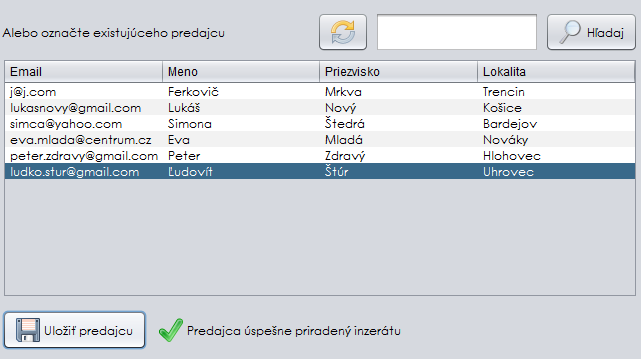 Alebo označte existujúceho predajcu Hľadaj
Email Meno Priezvisko Lokalita
j@j.com Ferkovič Mrkva Trencin
lukasnovy@gmail.com Lukáš Nový Košice
simca@yahoo.com Simona Štedrá Bardejov
eva.mlada@centrum.cz Eva Mladá Nováky
peter.zdravy@gmail.com Peter Zdravý Hlohovec
ludko.stur@gmail.com Ľudovít Štúr Uhrovec
Uložiť predajcu Predajca úspešne priradený inzerátu